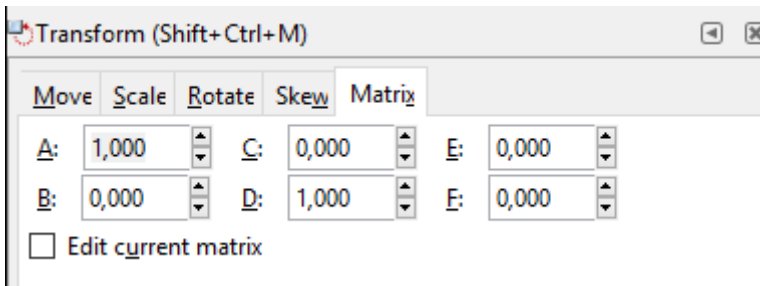 Transform (Shift+Ctrl+M)
Move Scale Rotate Skew Matrix
A: 1,000 C: 0,000 E: 0,000
B: 0,000 D: 1,000 F: 0,000
Edit current matrix